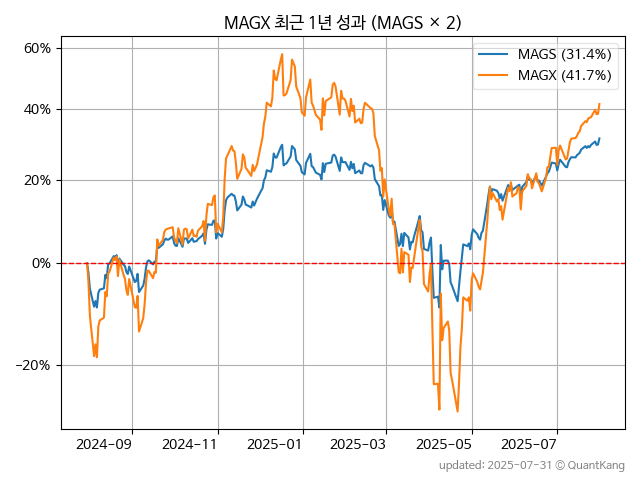 MAGX 최근 1년 성과 (MAGS × 2)
MAGS (31.4%)
MAGX (41.7%)
60%
40%
20%
0%
−20%
2024-09 2024-11 2025-01 2025-03 2025-05 2025-07
updated: 2025-07-31 © QuantKang